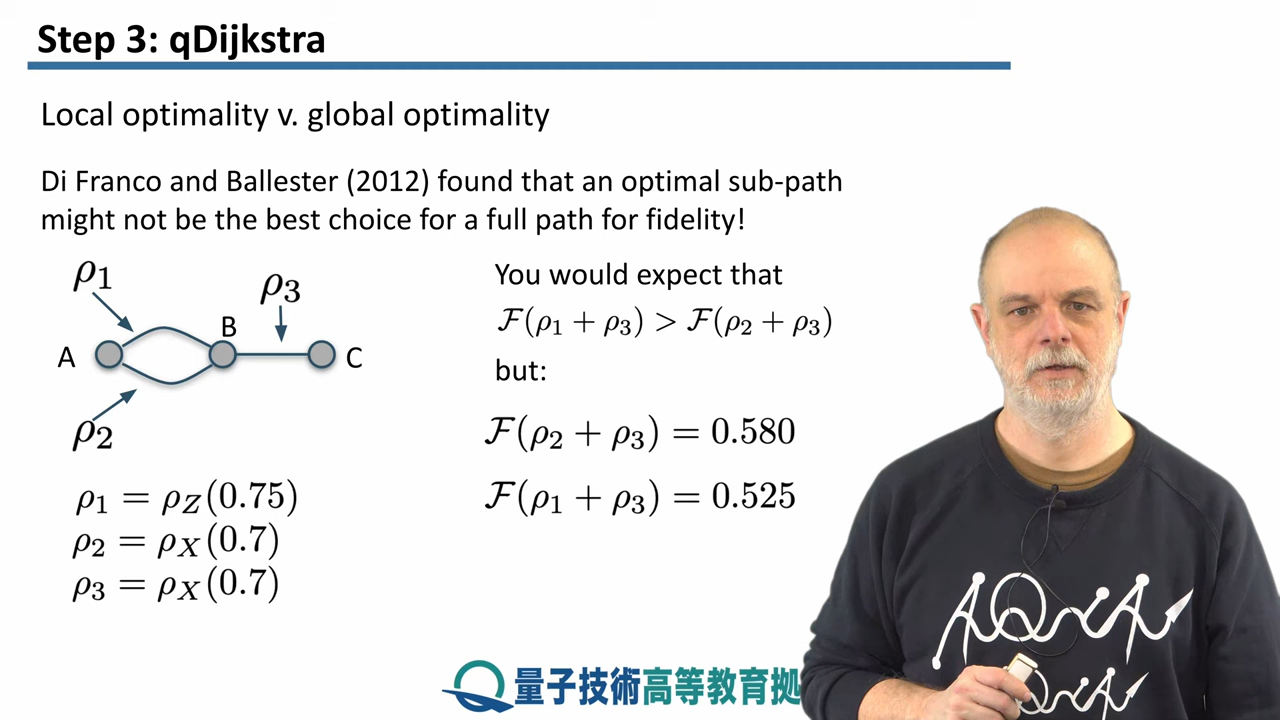 Step 3: qDijkstra
Local optimality v. global optimality
Di Franco and Ballester (2012) found that an optimal sub-path
might not be the best choice for a full path for fidelity!
ρ₁
ρ₃
A
B
C
ρ₂
ρ₁ = ρ_Z(0.75)
ρ₂ = ρ_X(0.7)
ρ₃ = ρ_X(0.7)
You would expect that
ℱ(ρ₁ + ρ₃) > ℱ(ρ₂ + ρ₃)
but:
ℱ(ρ₂ + ρ₃) = 0.580
ℱ(ρ₁ + ρ₃) = 0.525
AQUA
量子技術高等教育拠